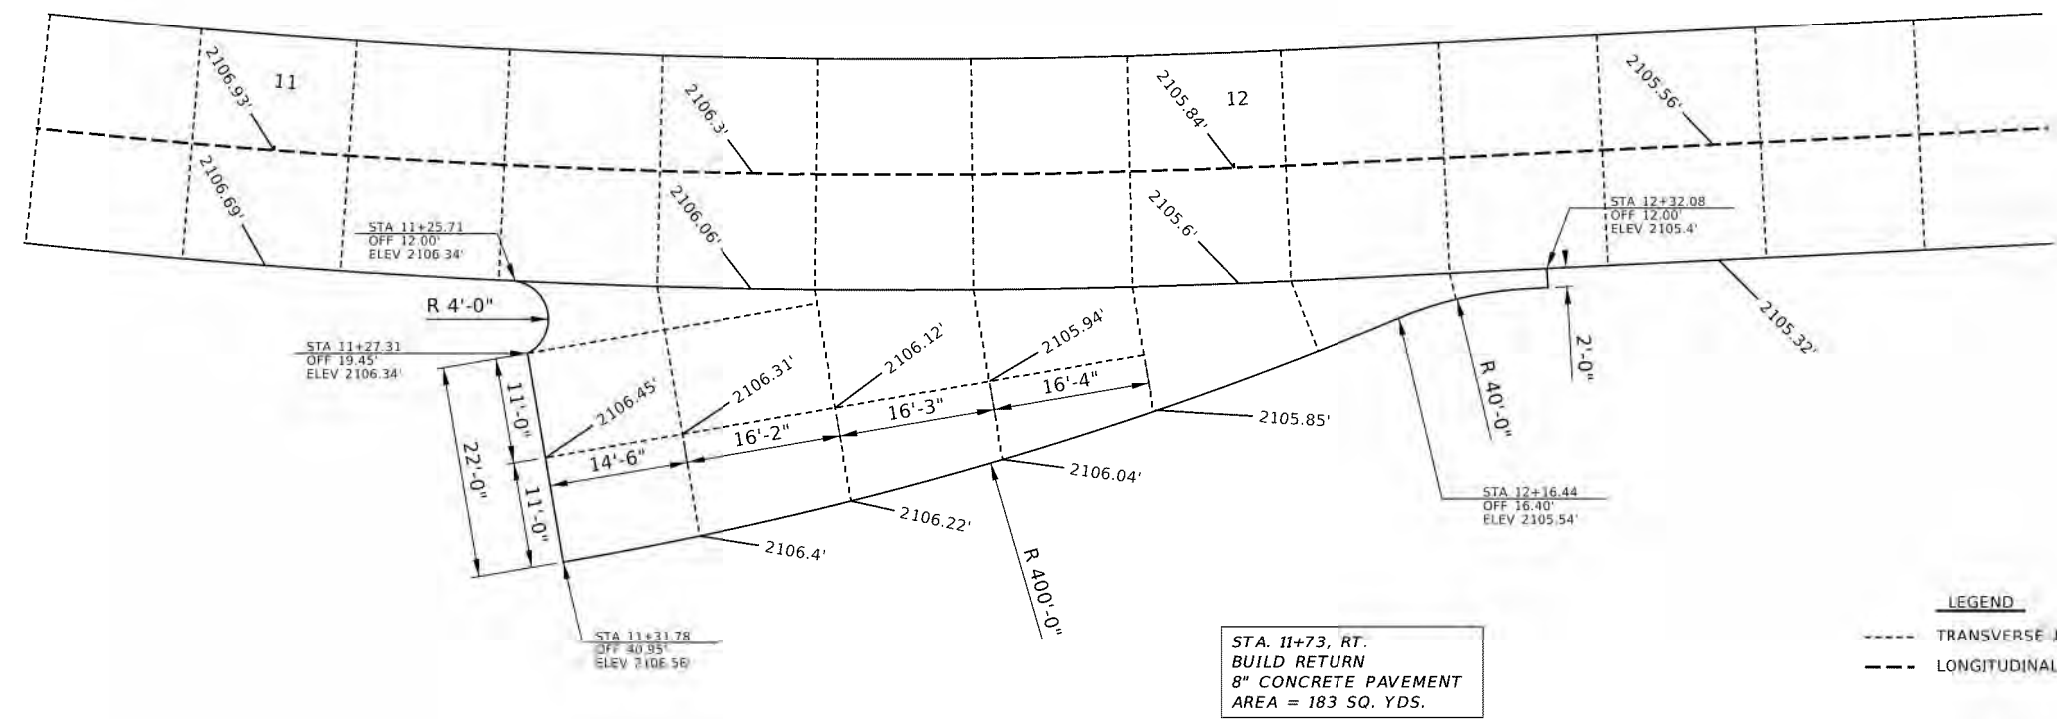 11
12
2106.93'
2106.3'
2105.84'
2105.56'
2106.69'
2106.06'
2105.6'
STA 11+25.71
OFF 12.00'
ELEV 2106.34'
STA 12+32.08
OFF 12.00'
ELEV 2105.4'
R 4'-0"
STA 11+27.31
OFF 19.45'
ELEV 2106.34'
2105.32'
2'-0"
R 40'-0"
2106.45'
2106.31'
2106.12'
2105.94'
11'-0"
22'-0"
11'-0"
14'-6"
16'-2"
16'-3"
16'-4"
2105.85'
2106.04'
2106.22'
2106.4'
R 400'-0"
STA 12+16.44
OFF 16.40'
ELEV 2105.54'
STA 11+31.78
OFF 40.95'
ELEV 2106.56'
STA. 11+73, RT.
BUILD RETURN
8" CONCRETE PAVEMENT
AREA = 183 SQ. YDS.
LEGEND
TRANSVERSE
LONGITUDINAL